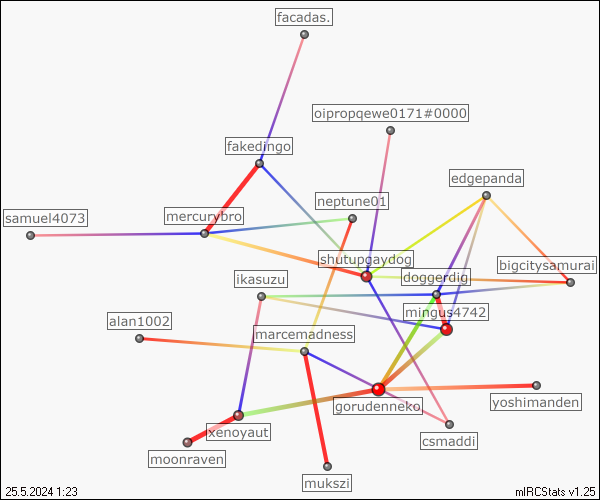 facadas.
oipropqewe0171#0000
fakedingo
edgepanda
neptune01
samuel4073
mercurybro
shutupgaydog
bigcitysamurai
doggerdig
ikasuzu
mingus4742
alan1002
marcemadness
yoshimanden
gorudenneko
xenoyaut
csmaddi
moonraven
mukszi
25.5.2024 1:23
mIRCStats v1.25